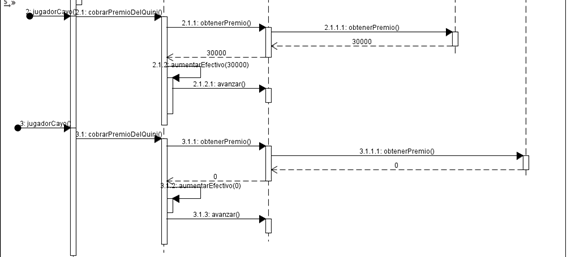 2: jugadorCayo()
2.1: cobrarPremioDelQuini()
2.1.1: obtenerPremio()
2.1.1.1: obtenerPremio()
30000
30000
2.1.2: aumentarEfectivo(30000)
2.1.2.1: avanzar()
3: jugadorCayo()
3.1: cobrarPremioDelQuini()
3.1.1: obtenerPremio()
3.1.1.1: obtenerPremio()
0
0
3.1.2: aumentarEfectivo(0)
3.1.3: avanzar()